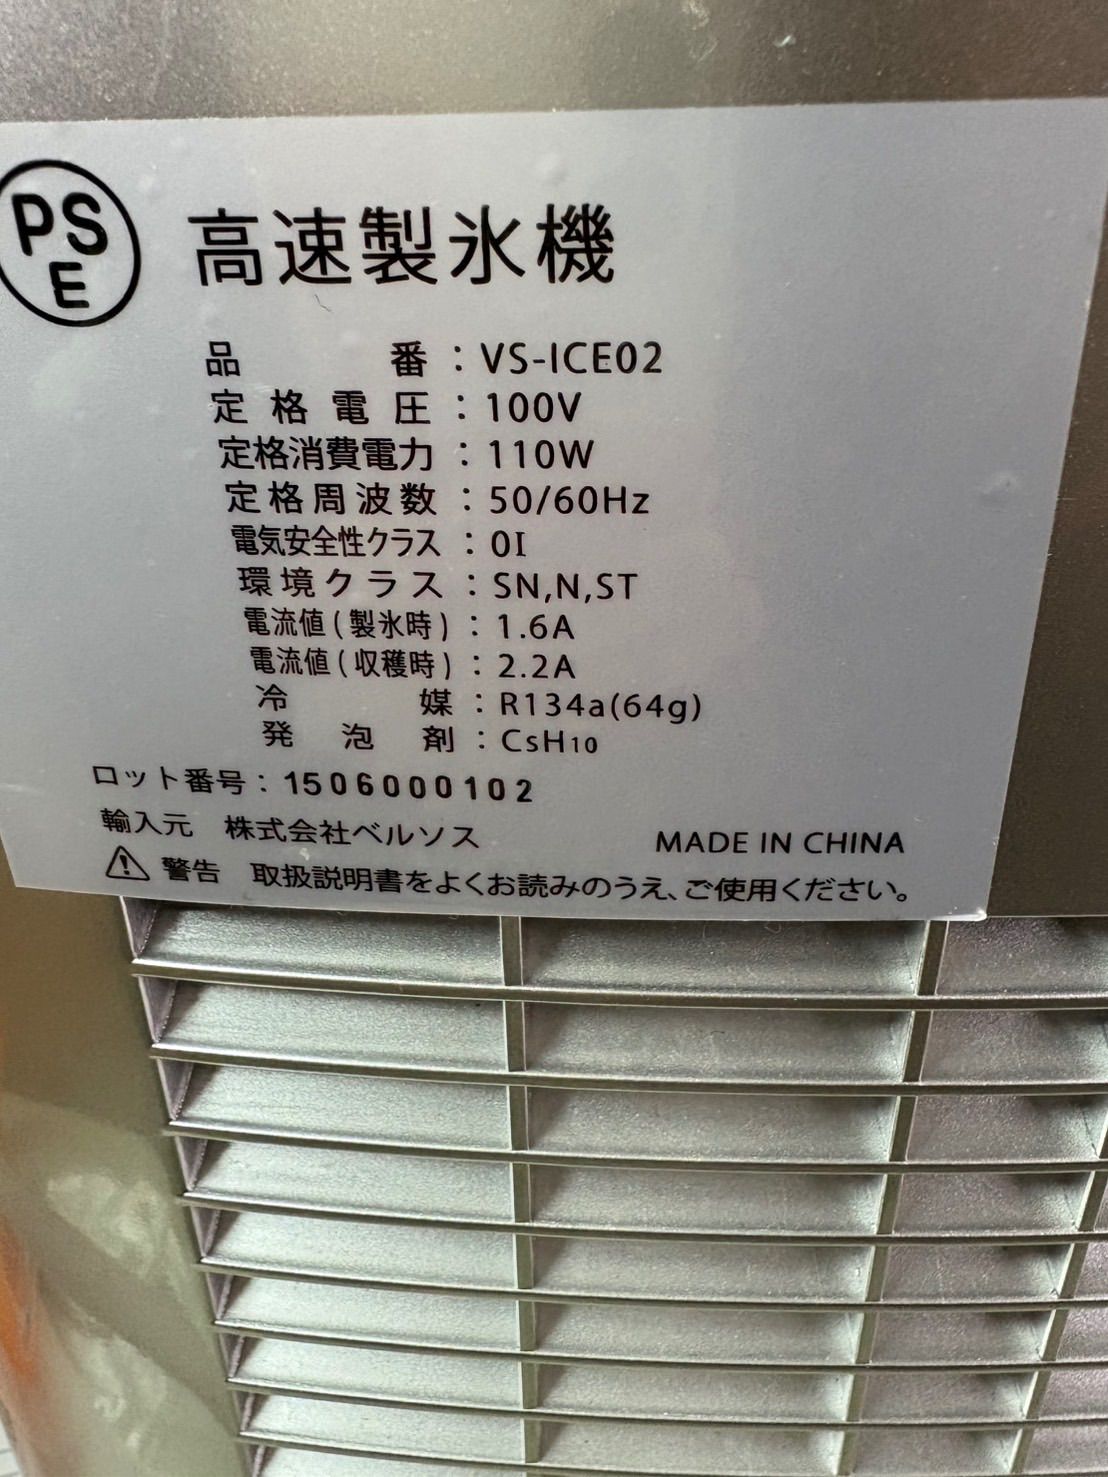 PS
E
高速製氷機
品番：VS-ICE02
定格電圧：100V
定格消費電力：110W
定格周波数：50/60Hz
電気安全性クラス：0I
環境クラス：SN,N,ST
電流値(製氷時)：1.6A
電流値(収穫時)：2.2A
冷媒：R134a(64g)
発泡剤：CsH10
ロット番号：1506000102
輸入元 株式会社ベルソス MADE IN CHINA
⚠ 警告 取扱説明書をよくお読みのうえ、ご使用ください。